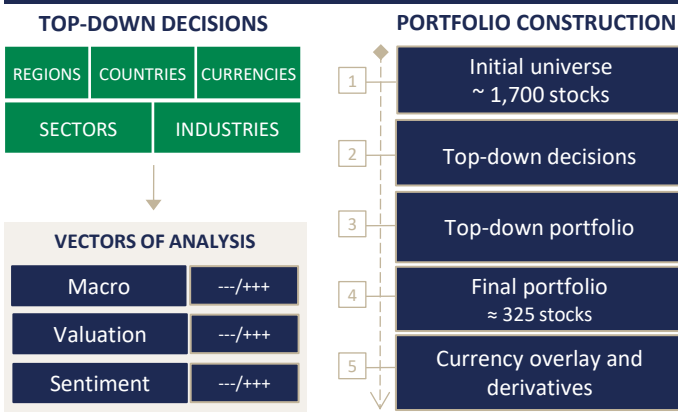 TOP-DOWN DECISIONS
REGIONS
COUNTRIES
CURRENCIES
SECTORS
INDUSTRIES
VECTORS OF ANALYSIS
Macro
---/+++
Valuation
---/+++
Sentiment
---/+++
PORTFOLIO CONSTRUCTION
1
Initial universe
~ 1,700 stocks
2
Top-down decisions
3
Top-down portfolio
4
Final portfolio
≈ 325 stocks
5
Currency overlay and
derivatives